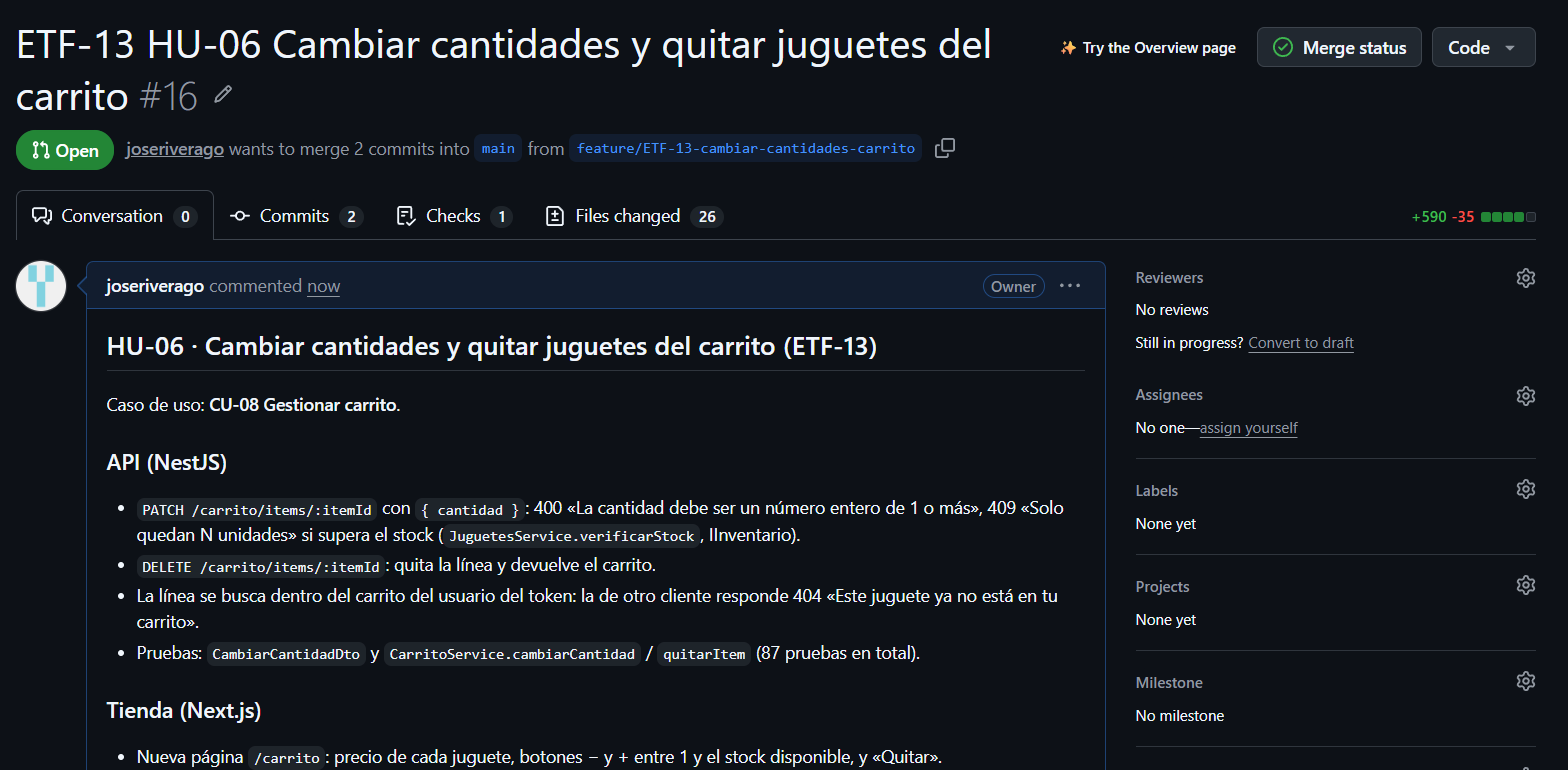 ETF-13 HU-06 Cambiar cantidades y quitar juguetes del
carrito #16
Try the Overview page
Merge status
Code
Open
joseriverago wants to merge 2 commits into main from feature/ETF-13-cambiar-cantidades-carrito
Conversation 0
Commits 2
Checks 1
Files changed 26
+590 -35
joseriverago commented now
Owner
HU-06 · Cambiar cantidades y quitar juguetes del carrito (ETF-13)
Caso de uso: CU-08 Gestionar carrito.
API (NestJS)
• PATCH /carrito/items/:itemId con { cantidad }: 400 «La cantidad debe ser un número entero de 1 o más», 409 «Solo
quedan N unidades» si supera el stock (JuguetesService.verificarStock, IInventario).
• DELETE /carrito/items/:itemId: quita la línea y devuelve el carrito.
• La línea se busca dentro del carrito del usuario del token: la de otro cliente responde 404 «Este juguete ya no está en tu
carrito».
• Pruebas: CambiarCantidadDto y CarritoService.cambiarCantidad / quitarItem (87 pruebas en total).
Tienda (Next.js)
• Nueva página /carrito: precio de cada juguete, botones − y + entre 1 y el stock disponible, y «Quitar».
Reviewers
No reviews
Still in progress? Convert to draft
Assignees
No one—assign yourself
Labels
None yet
Projects
None yet
Milestone
No milestone